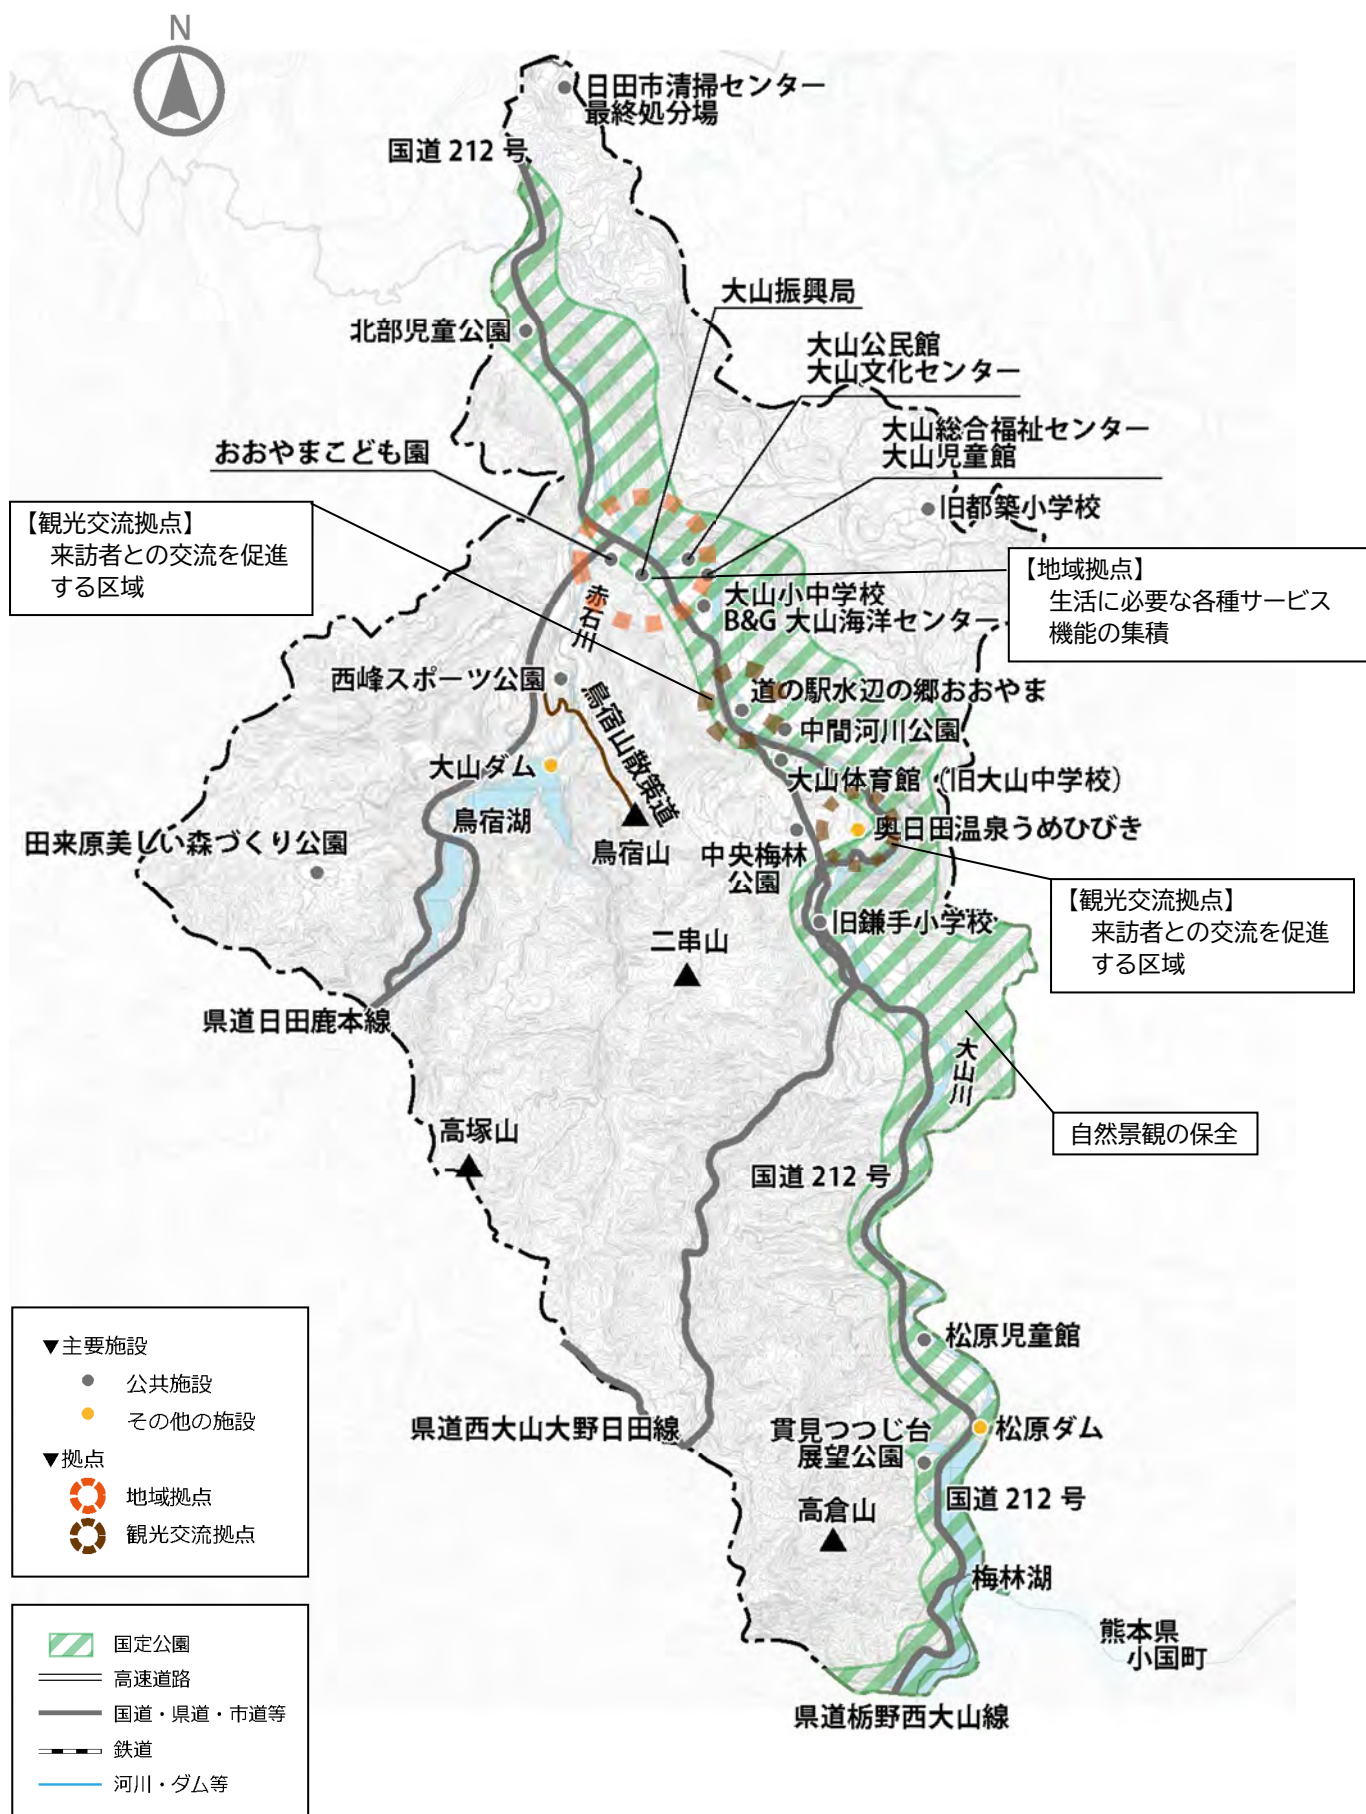 N
日田市清掃センター
最終処分場
国道 212 号
大山振興局
北部児童公園
大山公民館
大山文化センター
大山総合福祉センター
大山児童館
おおやまこども園
旧都築小学校
【観光交流拠点】
来訪者との交流を促進
する区域
【地域拠点】
生活に必要な各種サービス
機能の集積
赤石川
大山小中学校
B&G 大山海洋センター
西峰スポーツ公園
鳥宿山散策道
道の駅水辺の郷おおやま
中間河川公園
大山ダム
大山体育館（旧大山中学校）
鳥宿湖
奥日田温泉うめひびき
田来原美しい森づくり公園
鳥宿山
中央梅林
公園
【観光交流拠点】
来訪者との交流を促進
する区域
旧鎌手小学校
二串山
県道日田鹿本線
大山川
自然景観の保全
高塚山
国道 212 号
松原児童館
県道西大山大野日田線
貫見つつじ台
展望公園
松原ダム
国道 212 号
高倉山
梅林湖
熊本県
小国町
県道栃野西大山線
▼主要施設
公共施設
その他の施設
▼拠点
地域拠点
観光交流拠点
国定公園
高速道路
国道・県道・市道等
鉄道
河川・ダム等